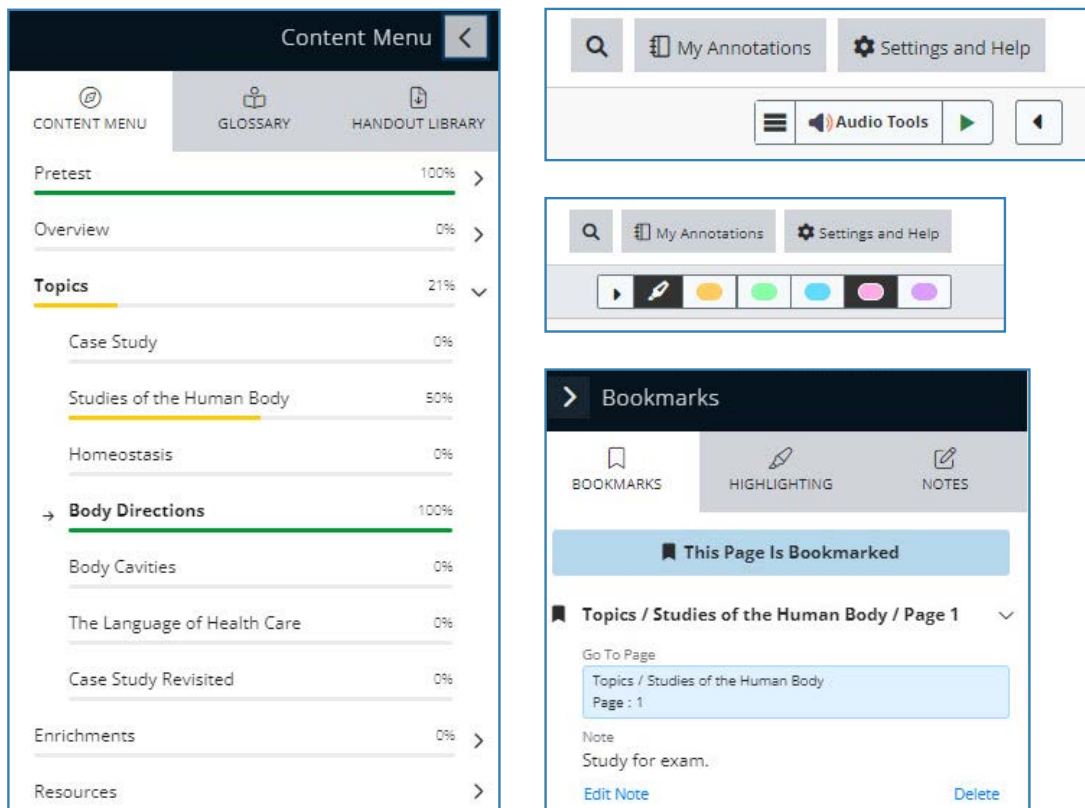 Content Menu
CONTENT MENU
GLOSSARY
HANDOUT LIBRARY
Pretest 100%
Overview 0%
Topics 21%
Case Study 0%
Studies of the Human Body 50%
Homeostasis 0%
Body Directions 100%
Body Cavities 0%
The Language of Health Care 0%
Case Study Revisited 0%
Enrichments 0%
Resources
My Annotations Settings and Help
Audio Tools
My Annotations Settings and Help
Bookmarks
BOOKMARKS HIGHLIGHTING NOTES
This Page Is Bookmarked
Topics / Studies of the Human Body / Page 1
Go To Page
Topics / Studies of the Human Body
Page : 1
Note
Study for exam.
Edit Note Delete